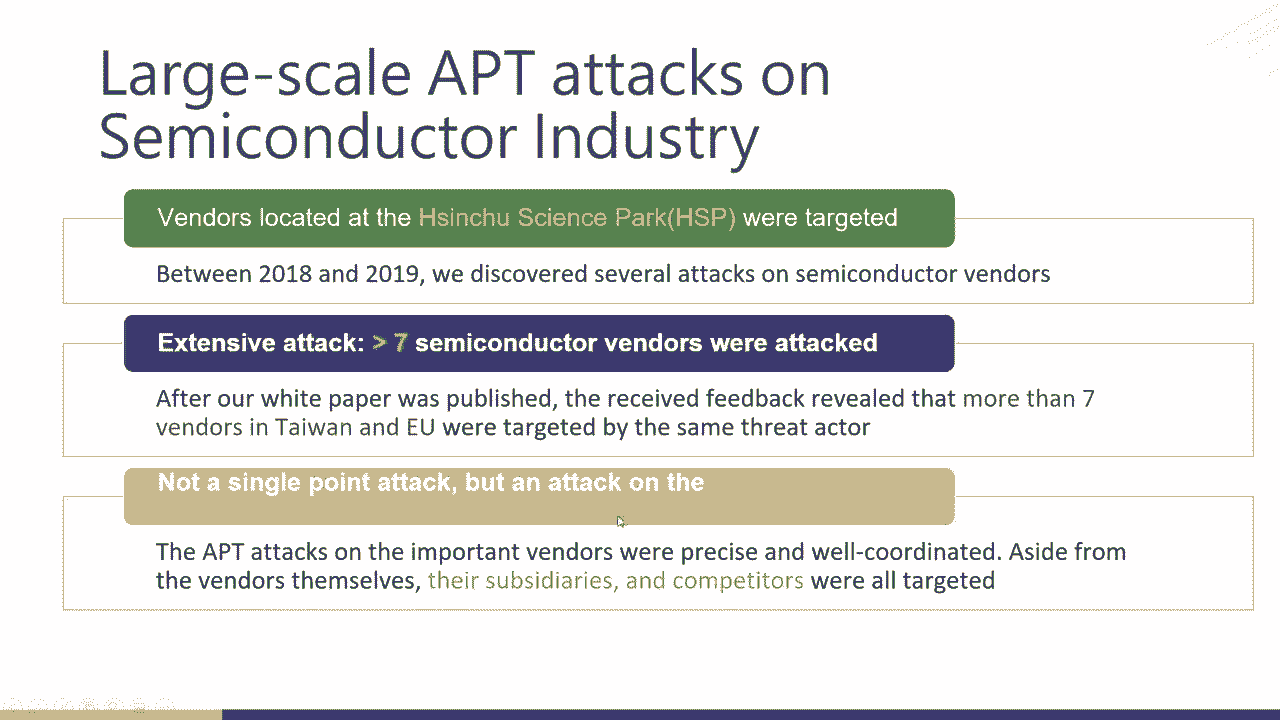 Large-scale APT attacks on
Semiconductor Industry
Vendors located at the Hsinchu Science Park(HSP) were targeted
Between 2018 and 2019, we discovered several attacks on semiconductor vendors
Extensive attack: > 7 semiconductor vendors were attacked
After our white paper was published, the received feedback revealed that more than 7
vendors in Taiwan and EU were targeted by the same threat actor
Not a single point attack, but an attack on the
The APT attacks on the important vendors were precise and well-coordinated. Aside from
the vendors themselves, their subsidiaries, and competitors were all targeted